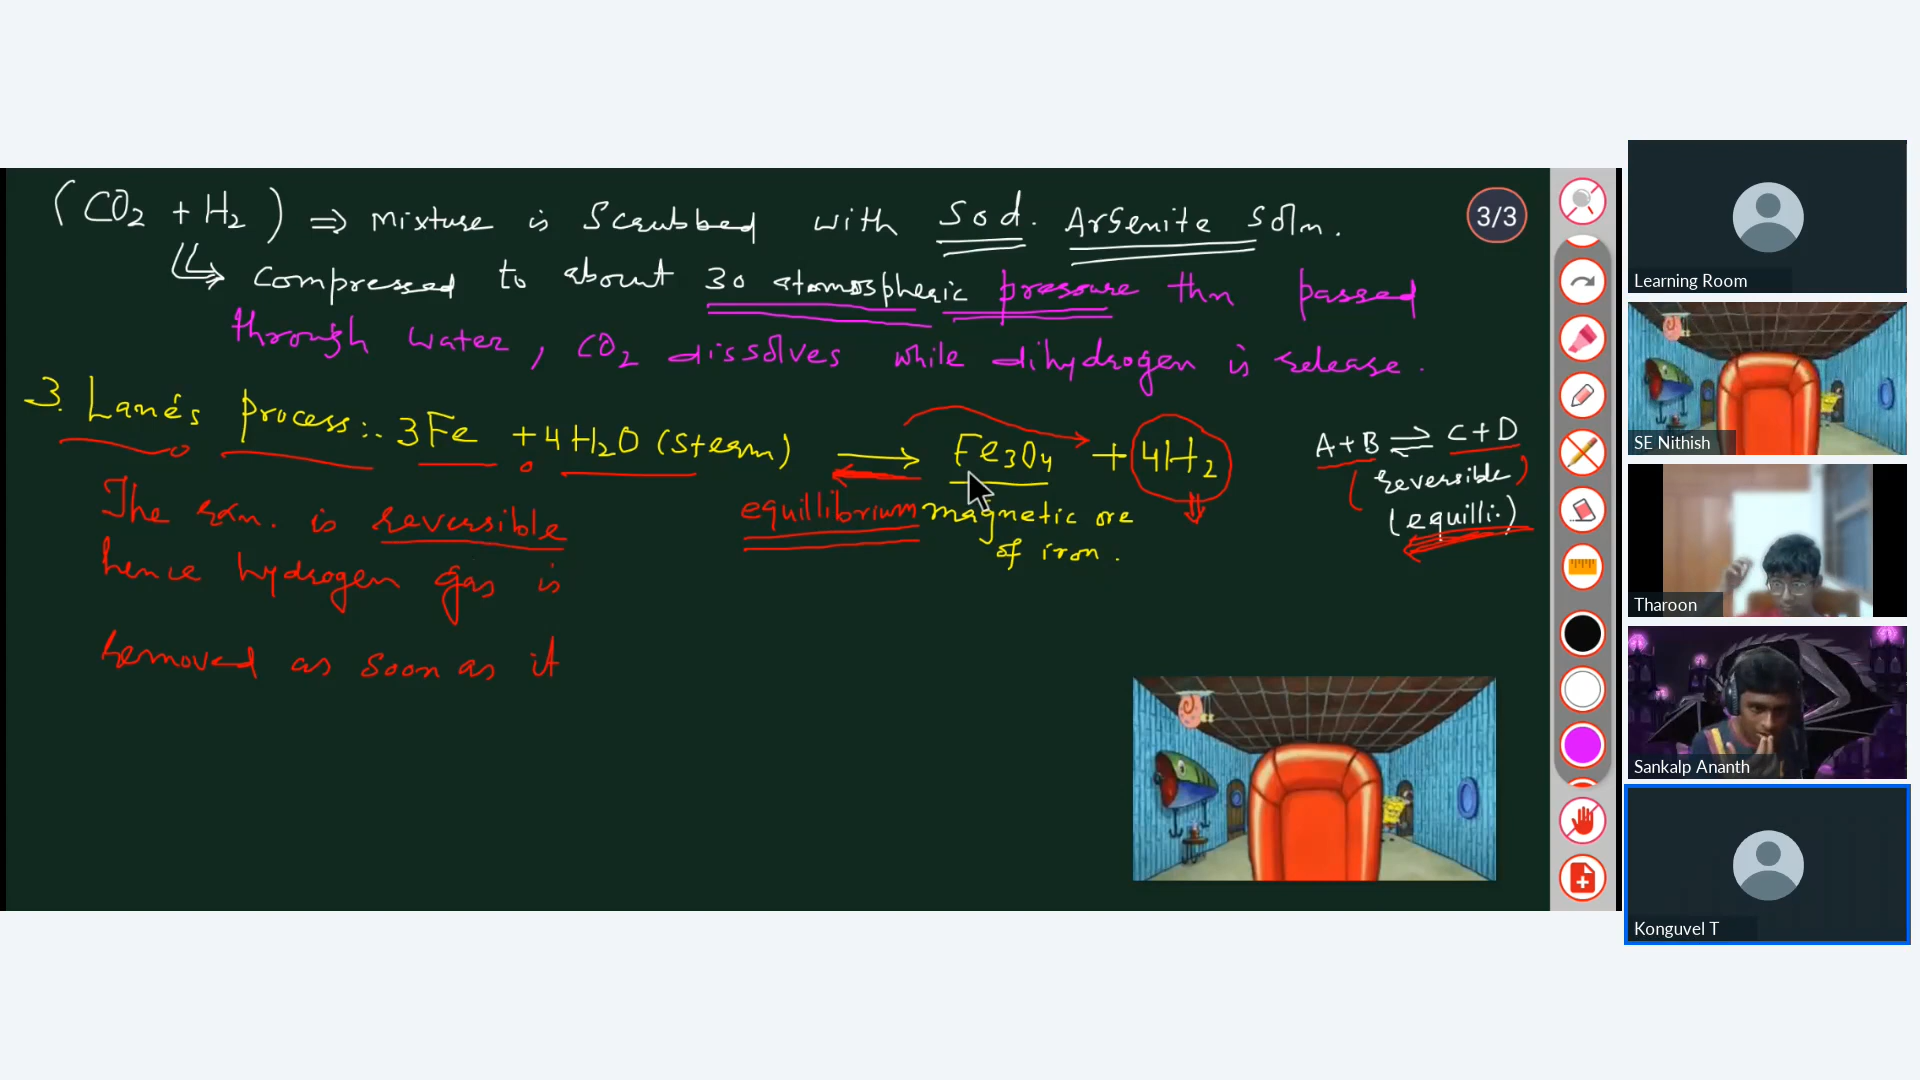 (CO2 + H2) ⇒ Mixture is Scrubbed with Sod. Arsenite Soln.
3/3
Compressed to about 30 atomospheric pressure thn passed
through water, CO2 dissolves while dihydrogen is release.
3. Lane's process:- 3Fe + 4H2O (Steam) → Fe3O4 + 4H2
A+B ⇌ C+D
(reversible)
(equilli:)
equillibrium
magnetic ore
of iron.
The rxn. is reversible
hence hydrogen gas is
removed as soon as it
Learning Room
SE Nithish
Tharoon
Sankalp Ananth
Konguvel T